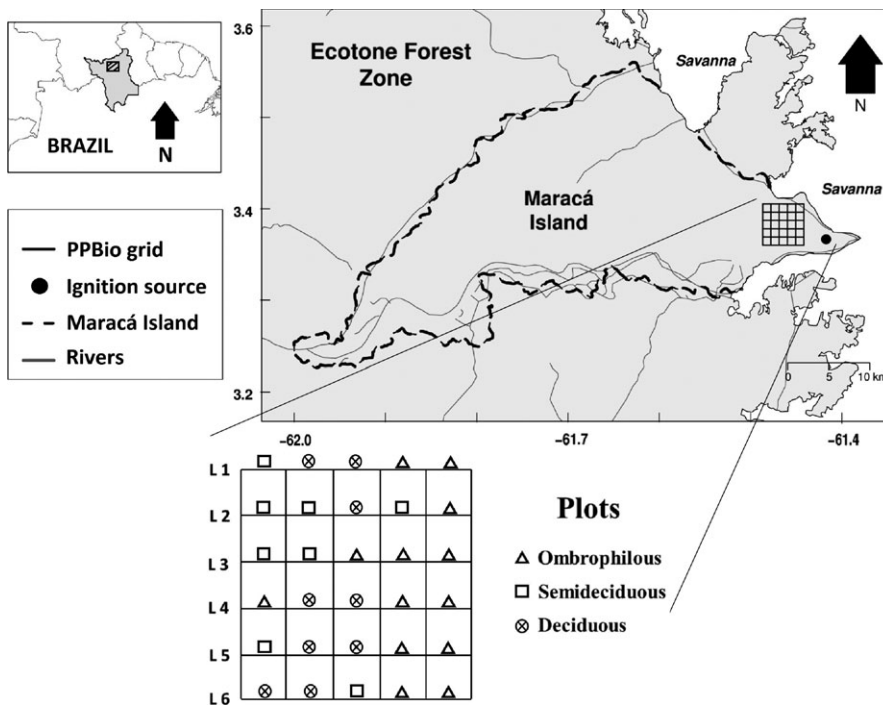 BRAZIL
N
PPBio grid
Ignition source
Maracá Island
Rivers
3.6
3.4
3.2
Ecotone Forest
Zone
Savanna
N
Maracá
Island
Savanna
0 5 10 km
−62.0 −61.7 −61.4
L 1
L 2
L 3
L 4
L 5
L 6
Plots
Ombrophilous
Semideciduous
Deciduous